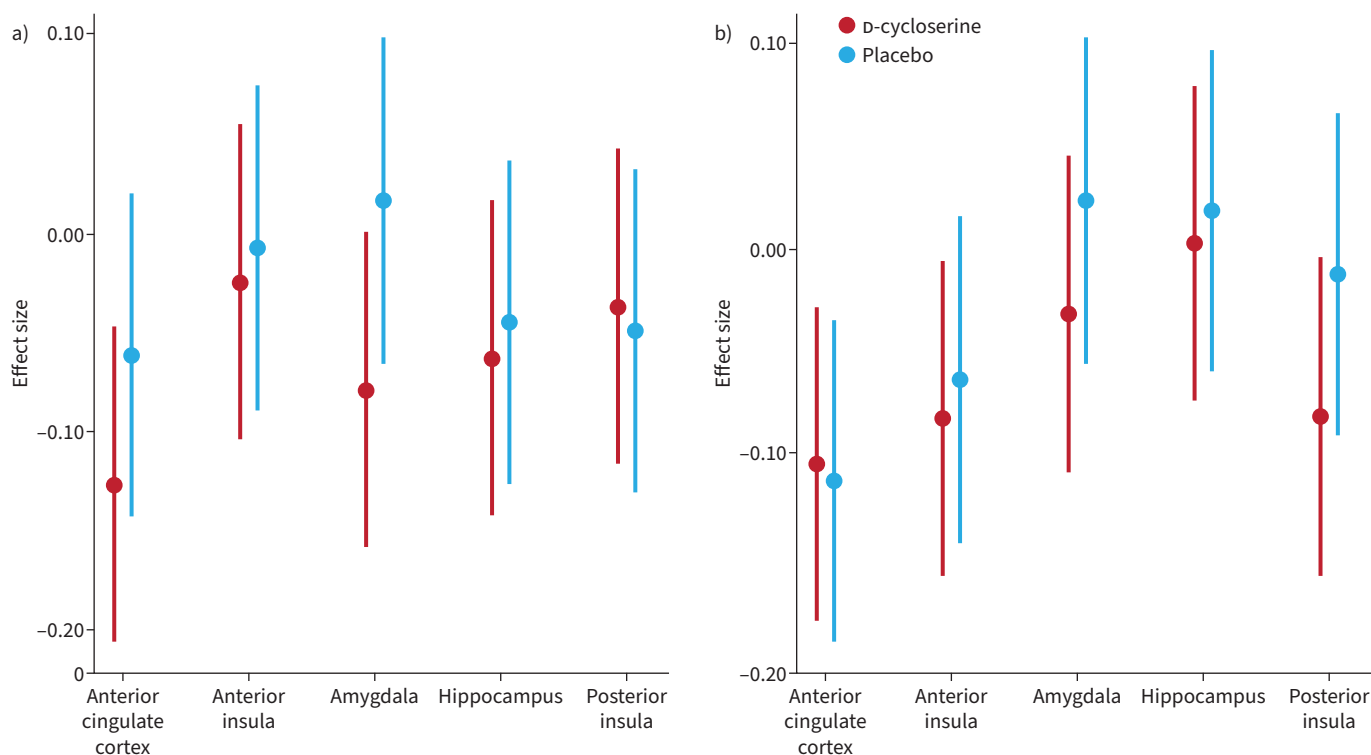 a)
0.10
0.00
–0.10
–0.20
0
Effect size
Anterior
cingulate
cortex
Anterior
insula
Amygdala
Hippocampus
Posterior
insula
b)
D-cycloserine
Placebo
0.10
0.00
–0.10
–0.20
Effect size
Anterior
cingulate
cortex
Anterior
insula
Amygdala
Hippocampus
Posterior
insula